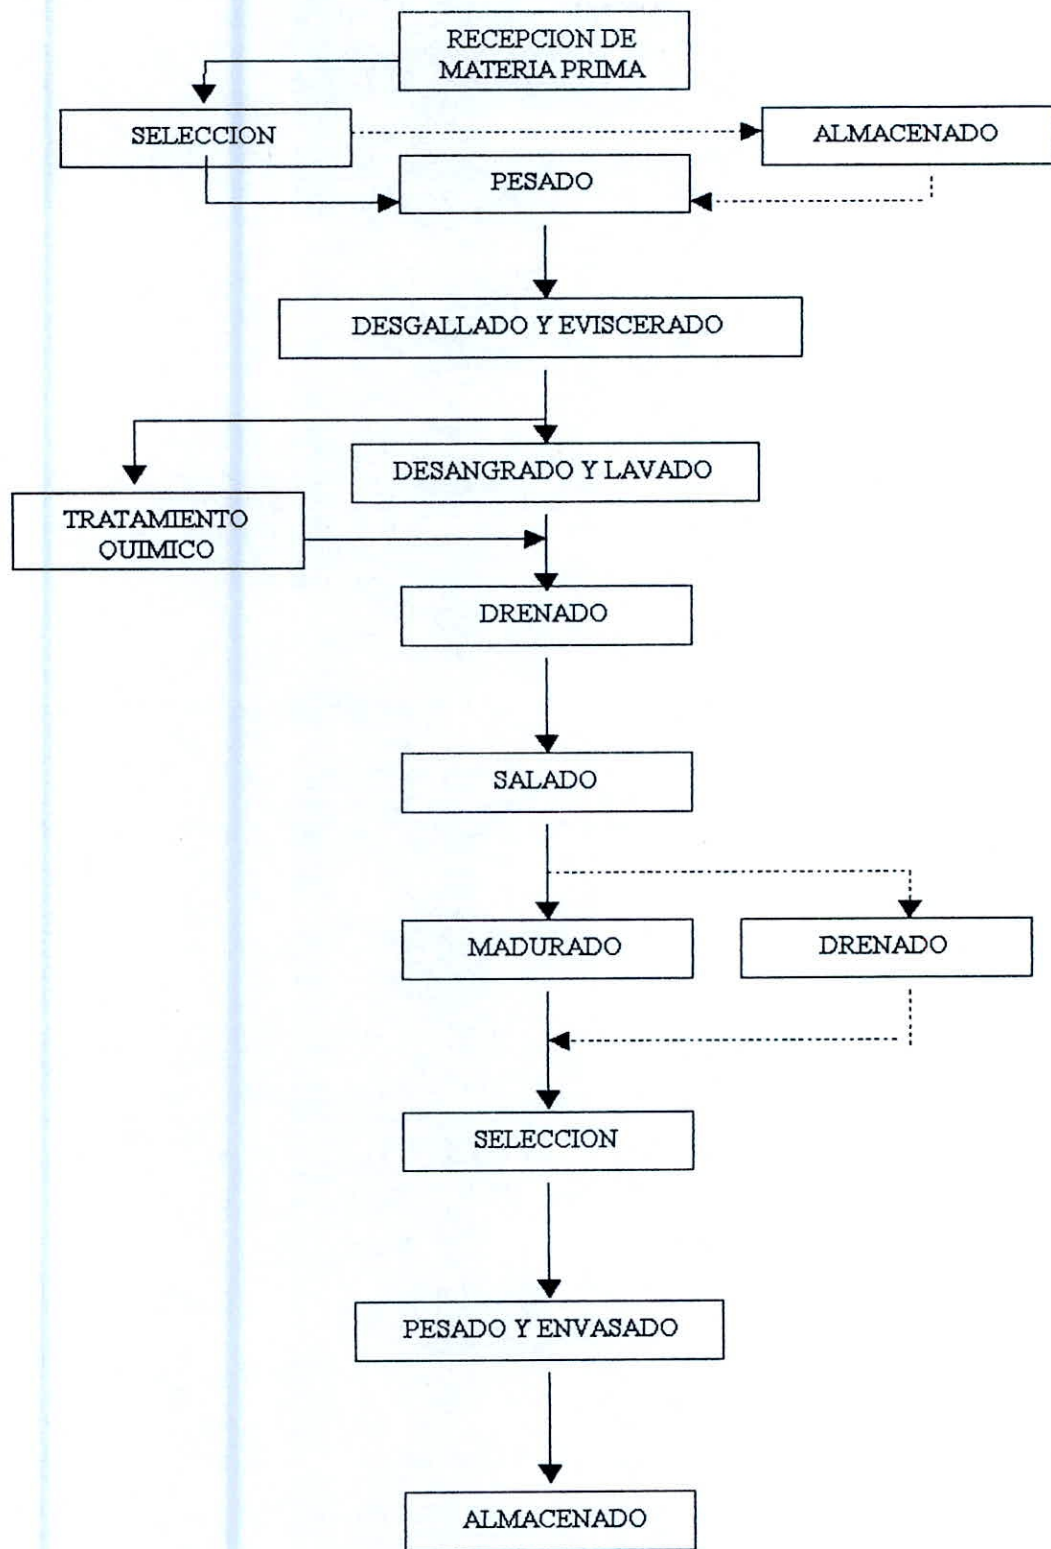 RECEPCION DE
MATERIA PRIMA
SELECCION
ALMACENADO
PESADO
DESGALLADO Y EVISCERADO
DESANGRADO Y LAVADO
TRATAMIENTO
QUIMICO
DRENADO
SALADO
MADURADO
DRENADO
SELECCION
PESADO Y ENVASADO
ALMACENADO